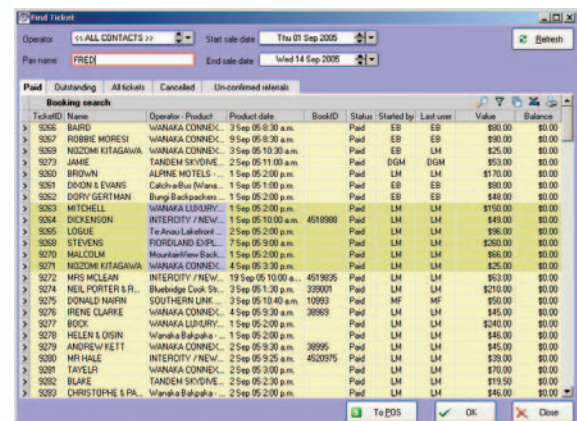 Find Ticket
Operator << ALL CONTACTS >> Start sale date Thu 01 Sep 2005 Refresh
Pax name FRED End sale date Wed 14 Sep 2005
Paid Outstanding All tickets Cancelled Un-confirmed referrals
Booking search
TicketID Name Operator - Product Product date BookID Status Started by Last user Value Balance
9266 BAIRD WANAKA CONNEX... 3 Sep 05 8:30 a.m. Paid EB EB $80.00 $0.00
9267 ROBBIE MORESI WANAKA CONNEX... 3 Sep 05 8:30 a.m. Paid EB EB $90.00 $0.00
9269 NOZOMI KITAGAWA WANAKA CONNEX... 3 Sep 05 10:30 a.m. Paid EB LM $25.00 $0.00
9273 JAMIE TANDEM SKYDIVE... 2 Sep 05 11:00 a.m. Paid DGM DGM $53.00 $0.00
9260 BROWN ALPINE MOTELS - ... 1 Sep 05 2:00 p.m. Paid LM LM $170.00 $0.00
9261 DIXON & EVANS Catch-a-Bus (Wana... 1 Sep 05 1:00 p.m. Paid EB EB $80.00 $0.00
9262 DORY GERTMAN Bungi Backpackers ... 1 Sep 05 2:00 p.m. Paid EB EB $48.00 $0.00
9263 MITCHELL WANAKA LUXURY... 1 Sep 05 2:00 p.m. Paid LM LM $150.00 $0.00
9264 DICKENSON INTERCITY / NEW... 1 Sep 05 10:00 a.m. 4518988 Paid LM LM $49.00 $0.00
9265 LOGUE Te Anau Lakefront ... 2 Sep 05 2:00 p.m. Paid LM LM $96.00 $0.00
9268 STEVENS FIORDLAND EXPL... 7 Sep 05 9:00 a.m. Paid LM LM $260.00 $0.00
9270 MALCOLM MountainView Back... 1 Sep 05 2:00 p.m. Paid LM LM $66.00 $0.00
9271 NOZOMI KITAGAWA WANAKA CONNEX... 4 Sep 05 3:30 p.m. Paid LM LM $25.00 $0.00
9272 MRS MCLEAN INTERCITY / NEW... 19 Sep 05 10:00 a... 4519835 Paid LM LM $63.00 $0.00
9274 NEIL PORTER & R... Bluebridge Cook Str... 3 Sep 05 1:30 p.m. 339001 Paid LM LM $210.00 $0.00
9275 DONALD NAIRN SOUTHERN LINK ... 3 Sep 05 10:40 a.m. 10993 Paid MF MF $50.00 $0.00
9276 IRENE CLARKE WANAKA CONNEX... 4 Sep 05 9:30 a.m. 38969 Paid LM LM $45.00 $0.00
9277 BOCK WANAKA LUXURY... 1 Sep 05 2:00 p.m. Paid LM LM $240.00 $0.00
9278 HELEN & OISIN Wanaka Bakpaka - ... 1 Sep 05 2:00 p.m. Paid LM LM $46.00 $0.00
9279 ANDREW KETT WANAKA CONNEX... 2 Sep 05 9:30 a.m. 38995 Paid LM LM $45.00 $0.00
9280 MR HALE INTERCITY / NEW... 2 Sep 05 9:25 a.m. 4520975 Paid LM LM $39.00 $0.00
9281 TAYELR WANAKA CONNEX... 2 Sep 05 3:00 p.m. Paid LM LM $70.00 $0.00
9282 BLAKE TANDEM SKYDIVE... 2 Sep 05 2:30 p.m. Paid LM LM $19.50 $0.00
9283 CHRISTOPHE & PA... Wanaka Bakpaka - ... 2 Sep 05 2:00 p.m. Paid LM LM $46.00 $0.00
To POS OK Close